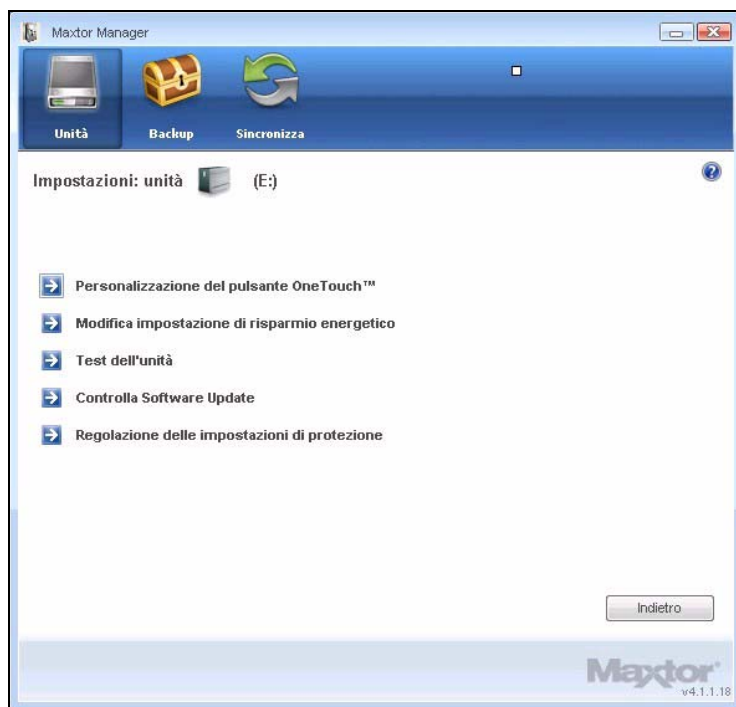 Maxtor Manager
Unità Backup Sincronizza
Impostazioni: unità (E:)
Personalizzazione del pulsante OneTouch™
Modifica impostazione di risparmio energetico
Test dell'unità
Controlla Software Update
Regolazione delle impostazioni di protezione
Indietro
Maxtor
v4.1.1.18